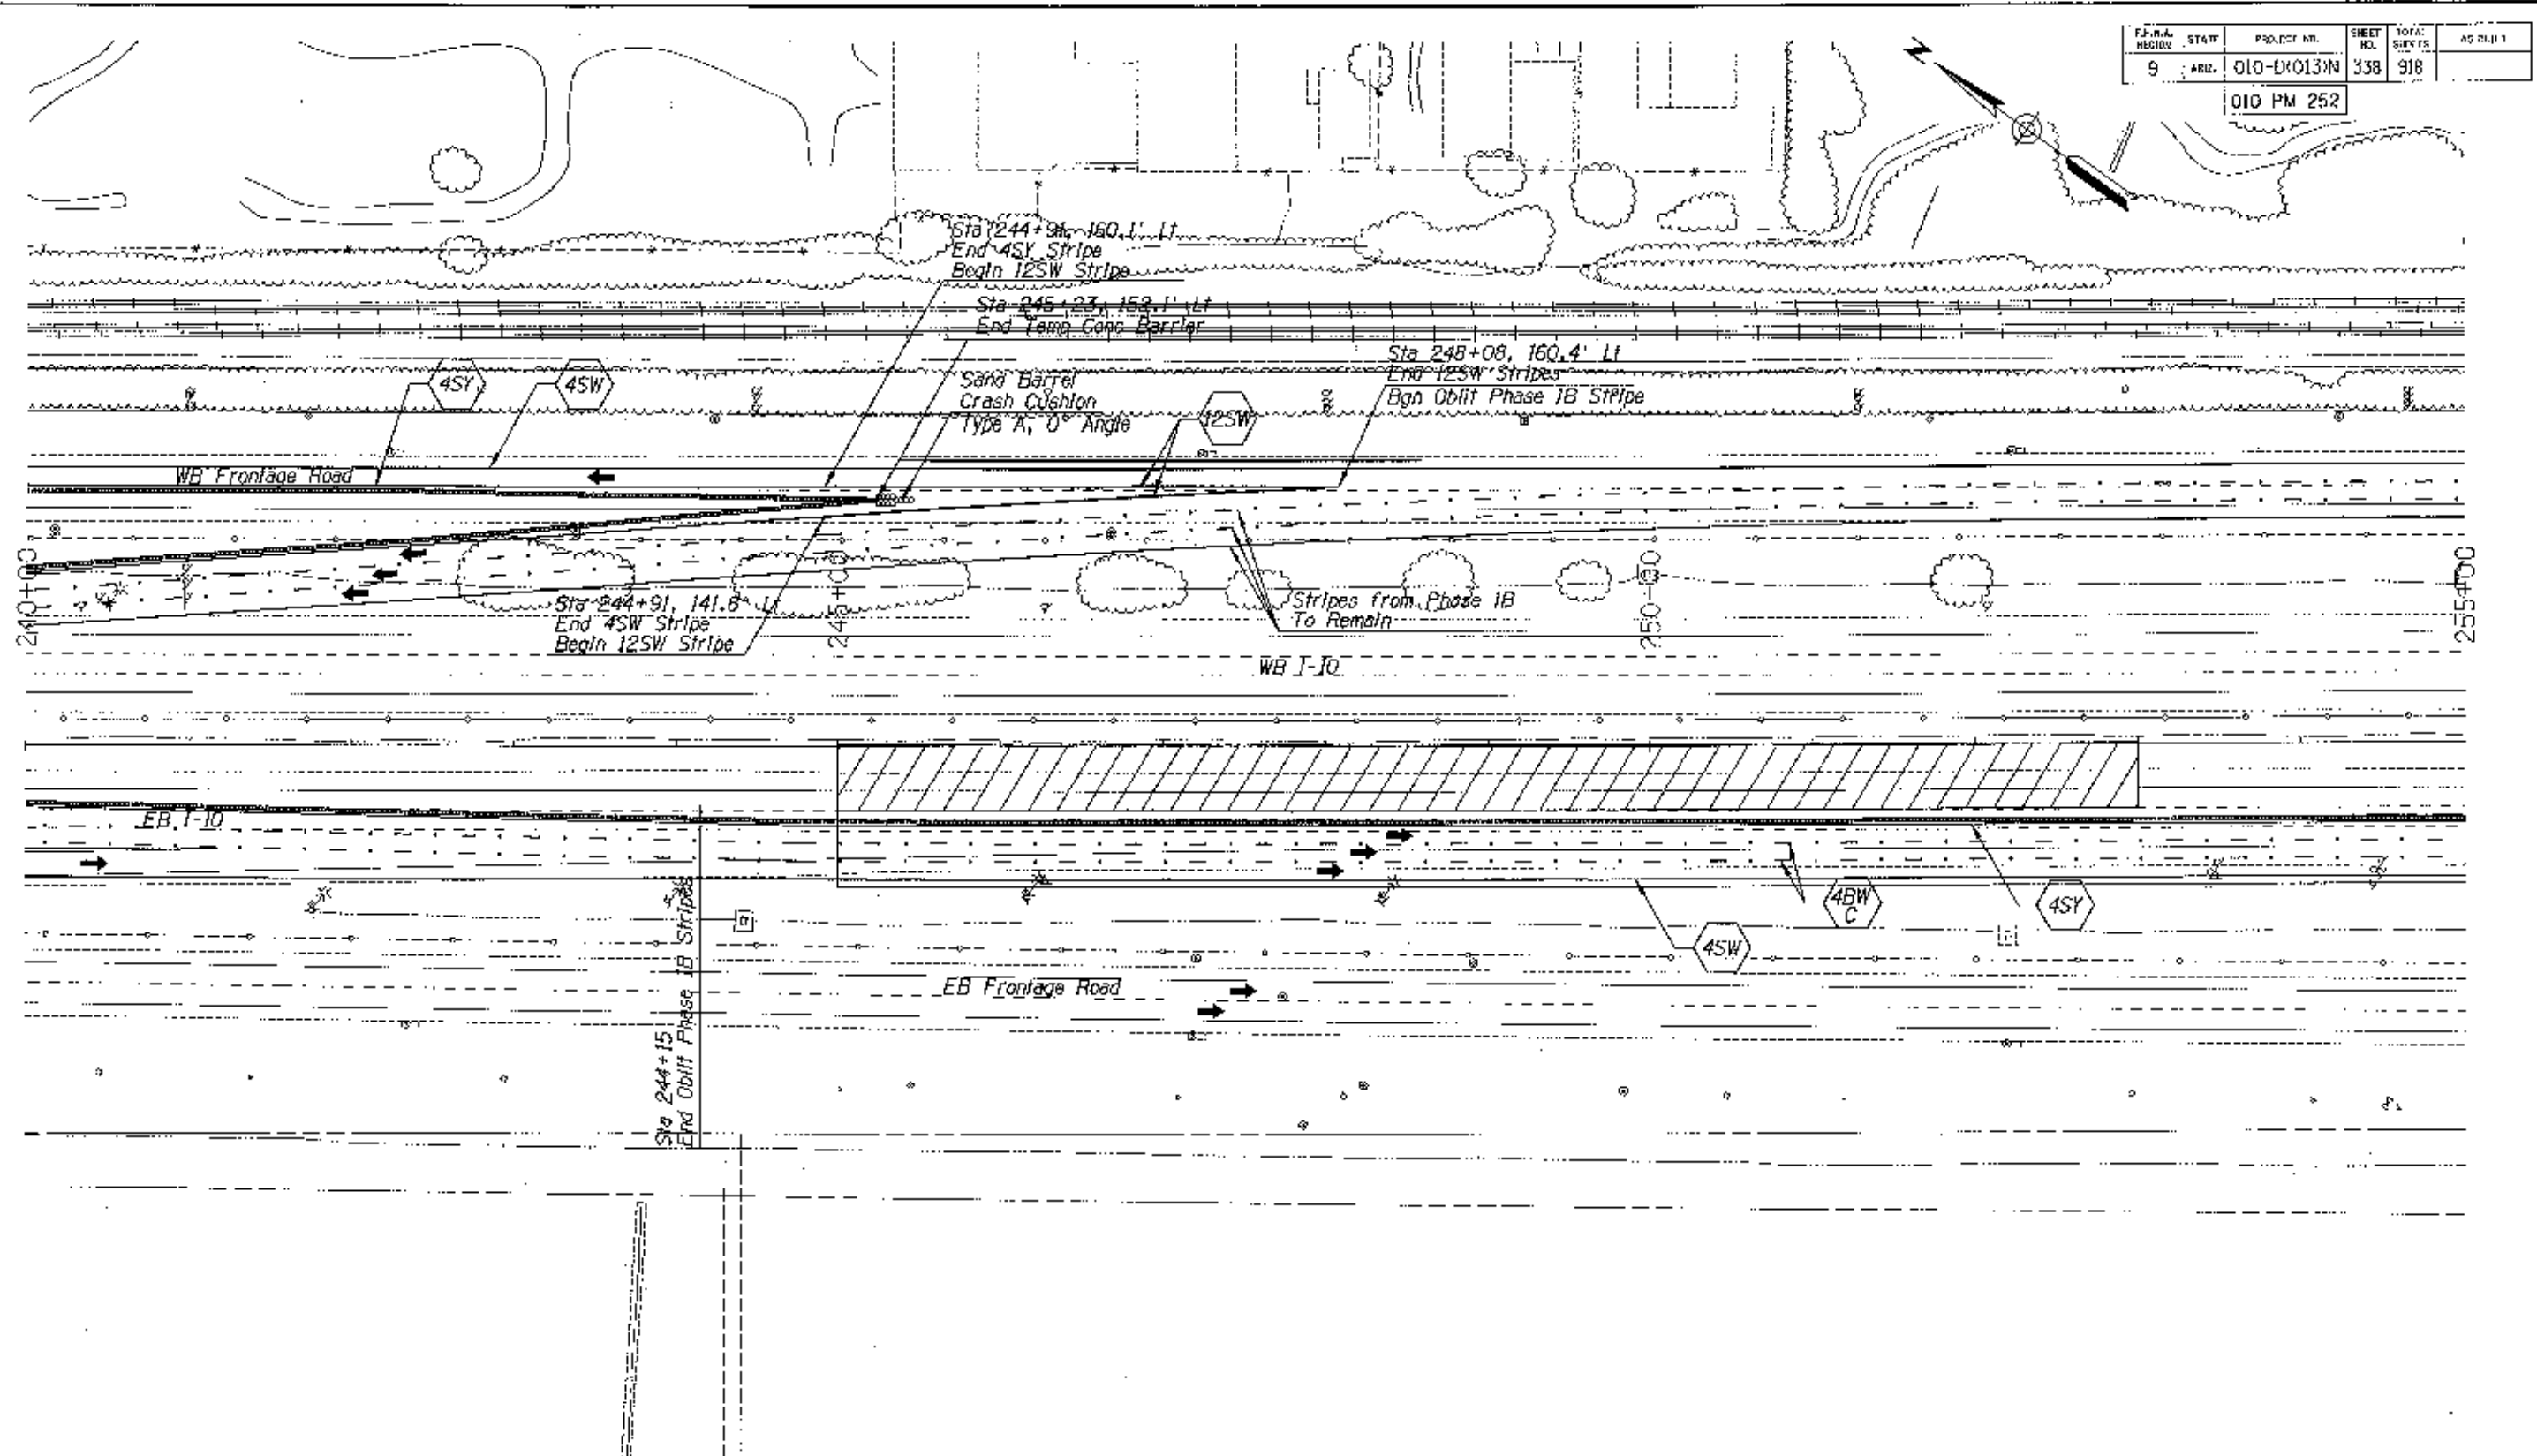 F.H.W.A. REGION
STATE
PROJECT NO.
SHEET NO.
TOTAL SHEETS
AS BUILT
9
ARIZ.
010-D(013)N
338
918
010 PM 252
N
Sta 244+91, 160.1' Lt
End 4SY Stripe
Begin 12SW Stripe
Sta 245+23, 152.1' Lt
End Temp Conc Barrier
Sta 248+08, 160.4' Lt
End 12SW Stripes
Bgn Oblit Phase 1B Stripe
4SY
4SW
Sand Barrel
Crash Cushion
Type A, 0° Angle
12SW
WB Frontage Road
240+00
245+00
250+00
255+00
Sta 244+91, 141.8' Lt
End 4SW Stripe
Begin 12SW Stripe
Stripes from Phase 1B
To Remain
WB I-10
EB I-10
4BW
C
4SY
4SW
EB Frontage Road
Sta 244+15
End Oblit Phase 1B Stripes